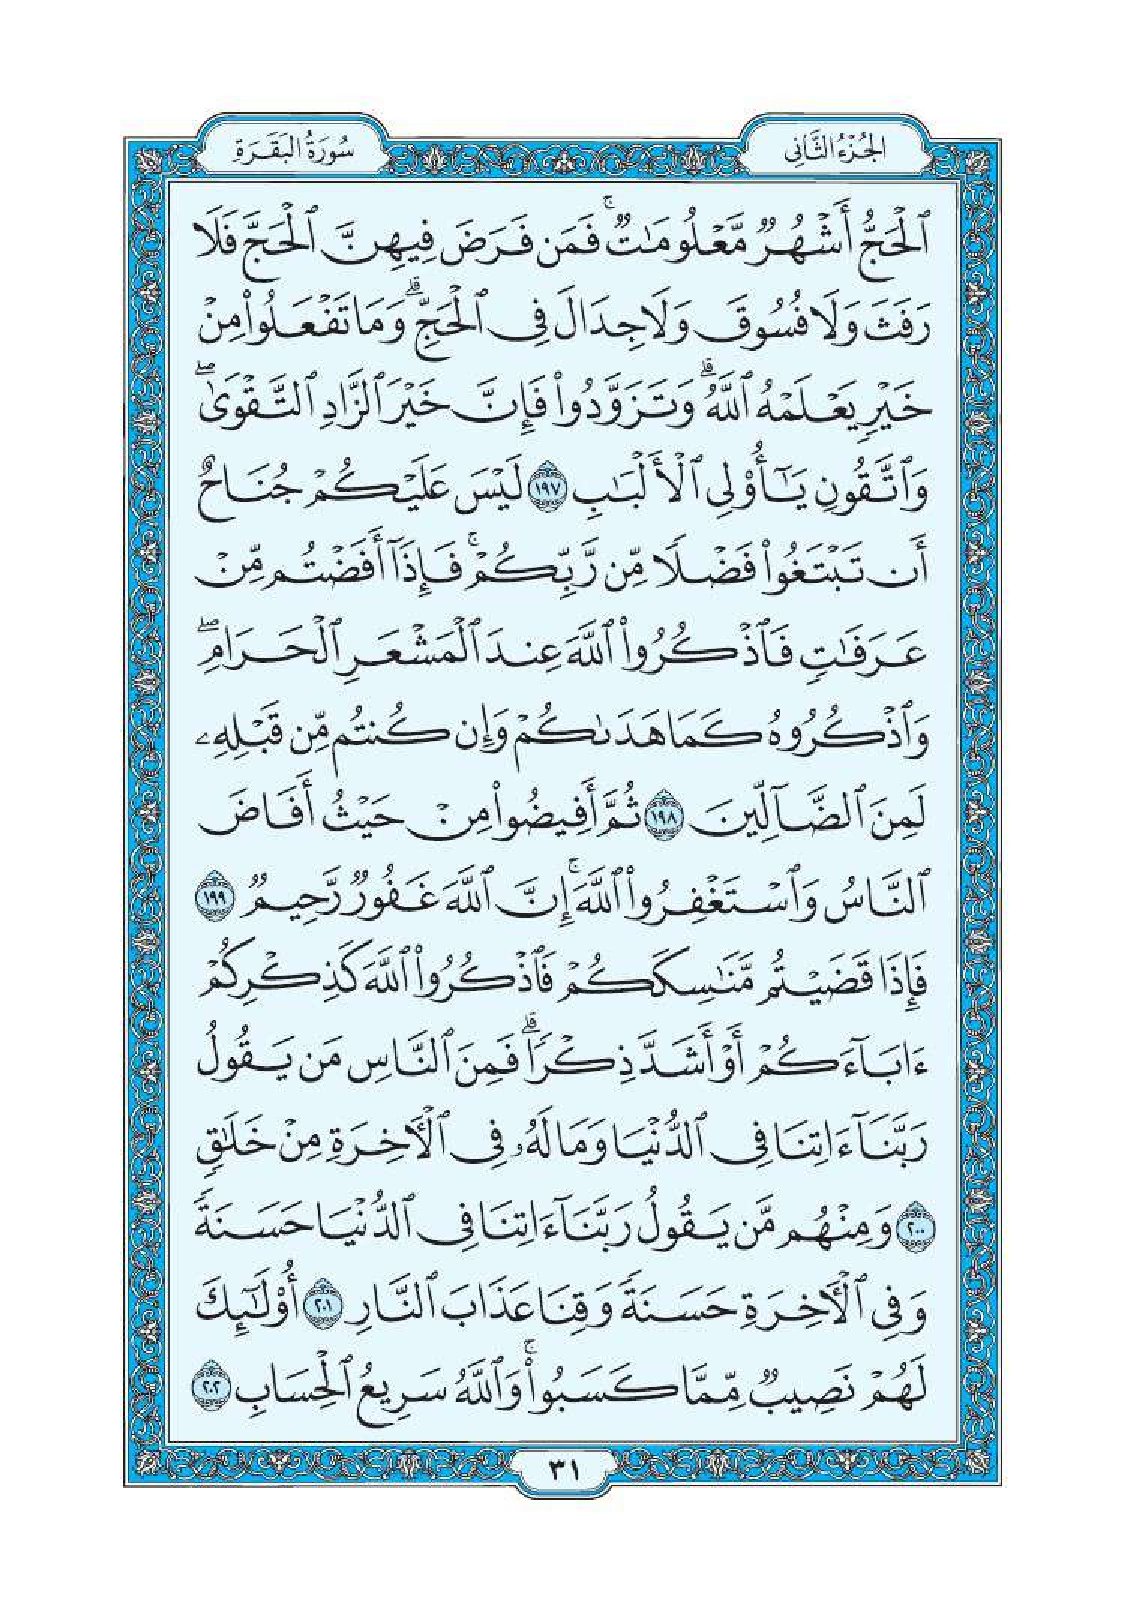 الجُزْءُ الثَّانِي
سُورَةُ البَقَرَةِ
ٱلْحَجُّ أَشْهُرٌ مَّعْلُومَـٰتٌ ۚ فَمَن فَرَضَ فِيهِنَّ ٱلْحَجَّ فَلَا
رَفَثَ وَلَا فُسُوقَ وَلَا جِدَالَ فِى ٱلْحَجِّ ۗ وَمَا تَفْعَلُوا۟ مِنْ
خَيْرٍ يَعْلَمْهُ ٱللَّهُ ۗ وَتَزَوَّدُوا۟ فَإِنَّ خَيْرَ ٱلزَّادِ ٱلتَّقْوَىٰ ۖ
وَٱتَّقُونِ يَـٰٓأُو۟لِى ٱلْأَلْبَـٰبِ ١٩٧ لَيْسَ عَلَيْكُمْ جُنَاحٌ
أَن تَبْتَغُوا۟ فَضْلًا مِّن رَّبِّكُمْ ۚ فَإِذَآ أَفَضْتُم مِّنْ
عَرَفَـٰتٍ فَٱذْكُرُوا۟ ٱللَّهَ عِندَ ٱلْمَشْعَرِ ٱلْحَرَامِ ۖ
وَٱذْكُرُوهُ كَمَا هَدَىٰكُمْ وَإِن كُنتُم مِّن قَبْلِهِۦ
لَمِنَ ٱلضَّآلِّينَ ١٩٨ ثُمَّ أَفِيضُوا۟ مِنْ حَيْثُ أَفَاضَ
ٱلنَّاسُ وَٱسْتَغْفِرُوا۟ ٱللَّهَ ۚ إِنَّ ٱللَّهَ غَفُورٌ رَّحِيمٌ ١٩٩
فَإِذَا قَضَيْتُم مَّنَـٰسِكَكُمْ فَٱذْكُرُوا۟ ٱللَّهَ كَذِكْرِكُمْ
ءَابَآءَكُمْ أَوْ أَشَدَّ ذِكْرًا ۗ فَمِنَ ٱلنَّاسِ مَن يَقُولُ
رَبَّنَآ ءَاتِنَا فِى ٱلدُّنْيَا وَمَا لَهُۥ فِى ٱلْأَخِرَةِ مِنْ خَلَـٰقٍ
٢٠٠ وَمِنْهُم مَّن يَقُولُ رَبَّنَآ ءَاتِنَا فِى ٱلدُّنْيَا حَسَنَةً
وَفِى ٱلْأَخِرَةِ حَسَنَةً وَقِنَا عَذَابَ ٱلنَّارِ ٢٠١ أُو۟لَـٰٓئِكَ
لَهُمْ نَصِيبٌ مِّمَّا كَسَبُوا۟ ۚ وَٱللَّهُ سَرِيعُ ٱلْحِسَابِ ٢٠٢
٣١